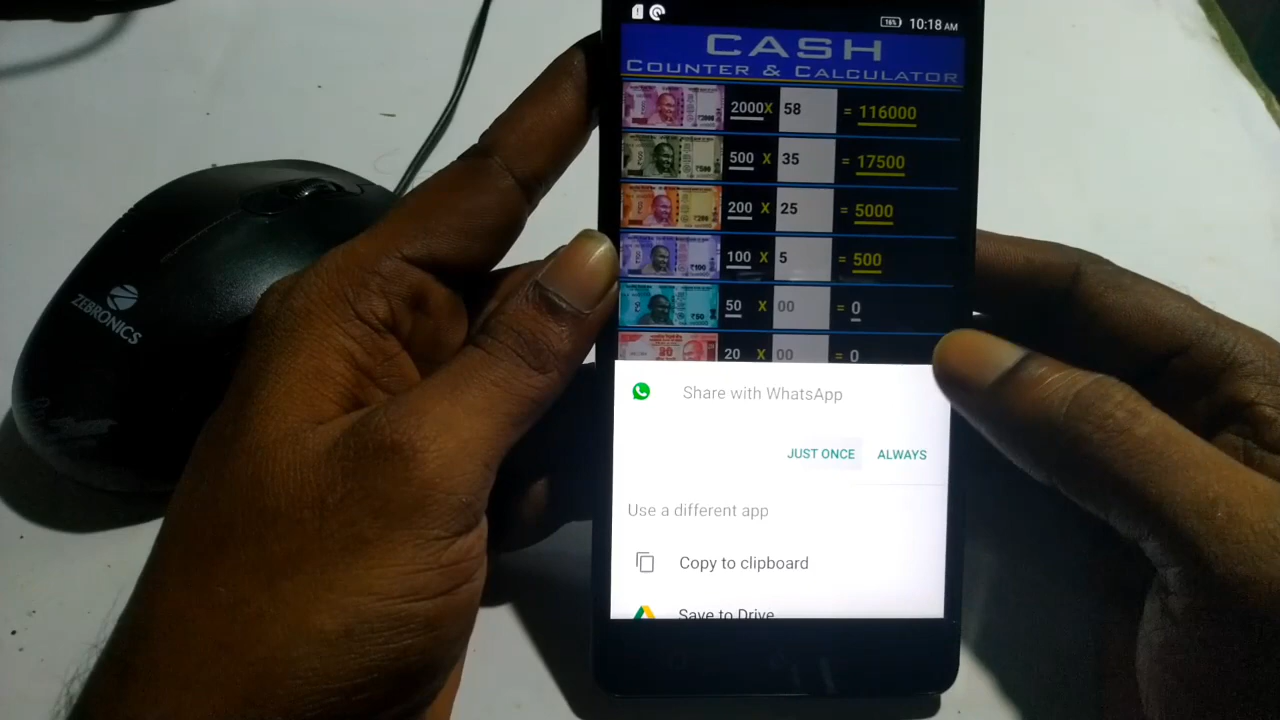 16% 10:18 AM
CASH
COUNTER & CALCULATOR
2000X 58 = 116000
500 X 35 = 17500
200 X 25 = 5000
100 X 5 = 500
50 X 00 = 0
20 X 00 = 0
Share with WhatsApp
JUST ONCE ALWAYS
Use a different app
Copy to clipboard
Save to Drive
ZEBRONICS